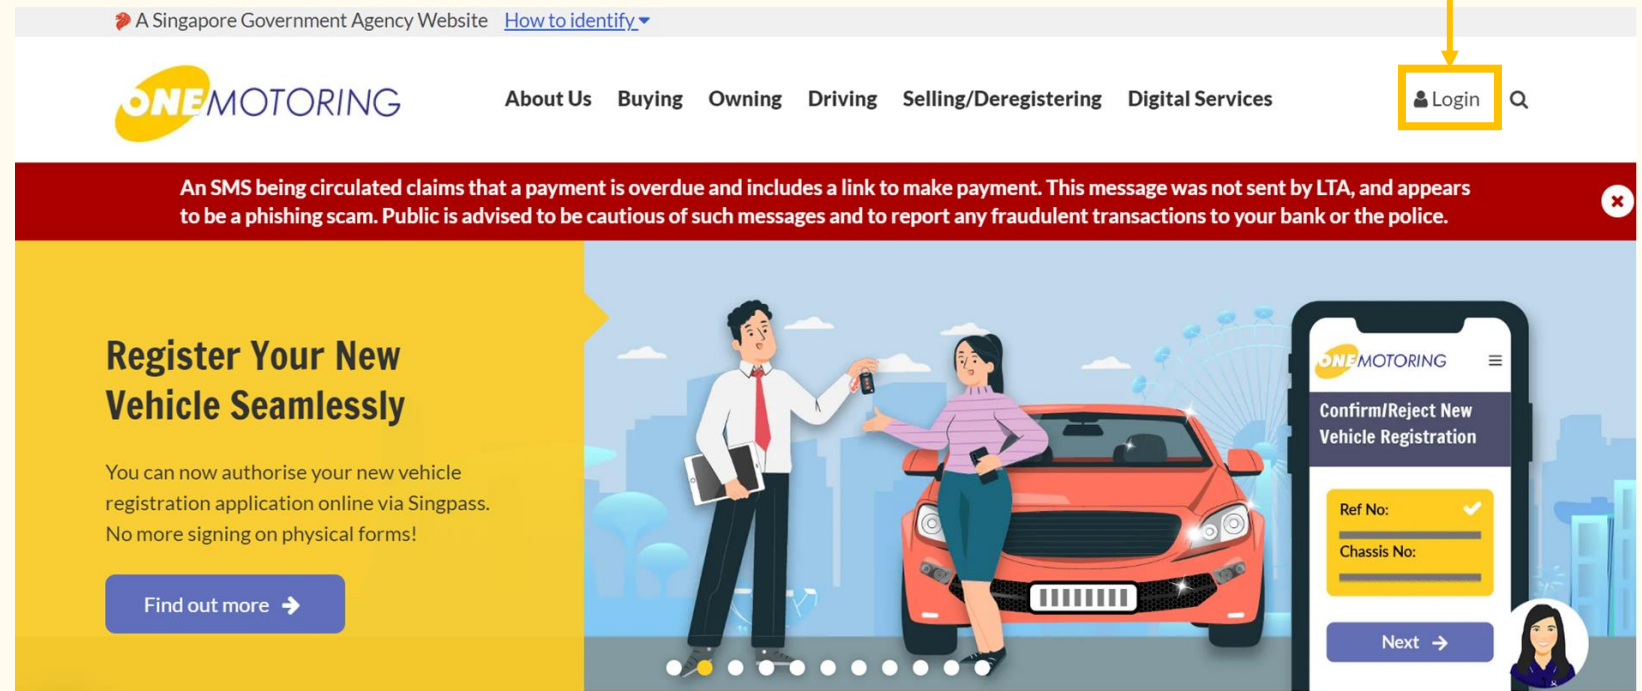 A Singapore Government Agency Website How to identify
ONEMOTORING
About Us Buying Owning Driving Selling/Deregistering Digital Services
Login
An SMS being circulated claims that a payment is overdue and includes a link to make payment. This message was not sent by LTA, and appears
to be a phishing scam. Public is advised to be cautious of such messages and to report any fraudulent transactions to your bank or the police.
Register Your New
Vehicle Seamlessly
You can now authorise your new vehicle
registration application online via Singpass.
No more signing on physical forms!
Find out more
ONEMOTORING
Confirm/Reject New
Vehicle Registration
Ref No:
Chassis No:
Next